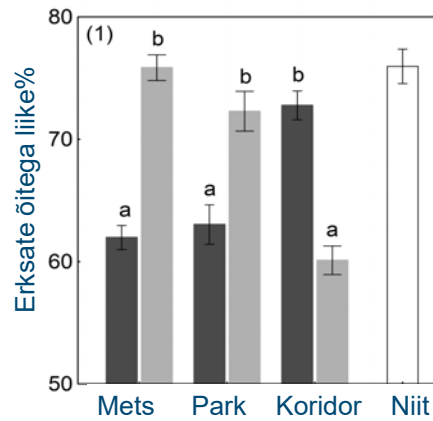 80
(1)
b
b
b
70
a
a
a
60
50
Erksate õitega liike%
Mets Park Koridor Niit